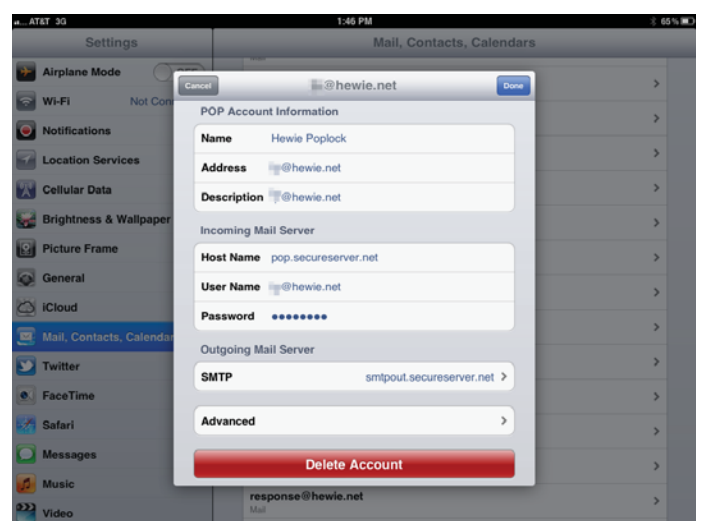 AT&T 3G 1:46 PM 65%
Settings
Mail, Contacts, Calendars
Airplane Mode
Wi-Fi Not Con
Notifications
Location Services
Cellular Data
Brightness & Wallpaper
Picture Frame
General
iCloud
Mail, Contacts, Calendar
Twitter
FaceTime
Safari
Messages
Music
Video
Cancel
@hewie.net
Done
POP Account Information
Name Hewie Poplock
Address @hewie.net
Description @hewie.net
Incoming Mail Server
Host Name pop.secureserver.net
User Name @hewie.net
Password ●●●●●●●●
Outgoing Mail Server
SMTP smtpout.secureserver.net
Advanced
Delete Account
response@hewie.net
Mail